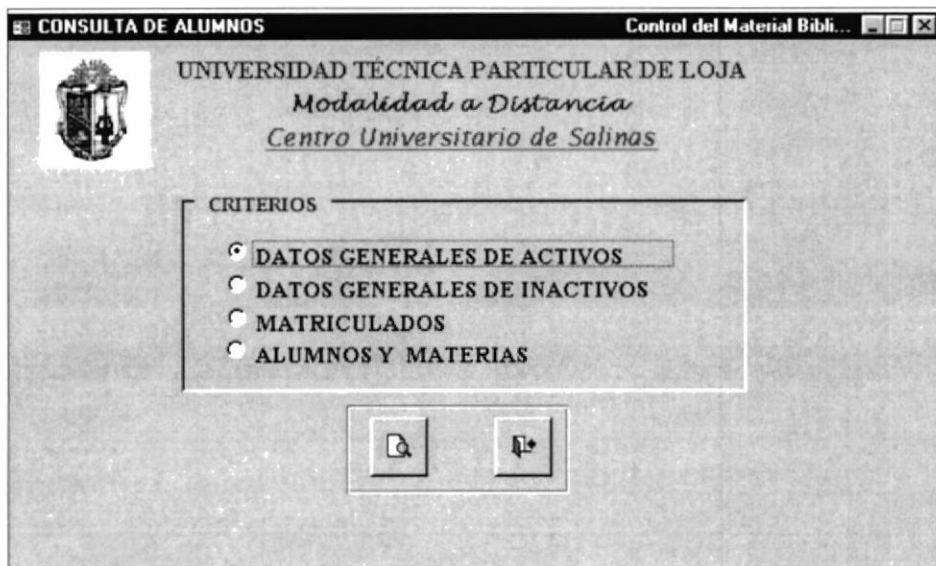 CONSULTA DE ALUMNOS Control del Material Bibli...
UNIVERSIDAD TÉCNICA PARTICULAR DE LOJA
Modalidad a Distancia
Centro Universitario de Salinas
CRITERIOS
DATOS GENERALES DE ACTIVOS
DATOS GENERALES DE INACTIVOS
MATRICULADOS
ALUMNOS Y MATERIAS